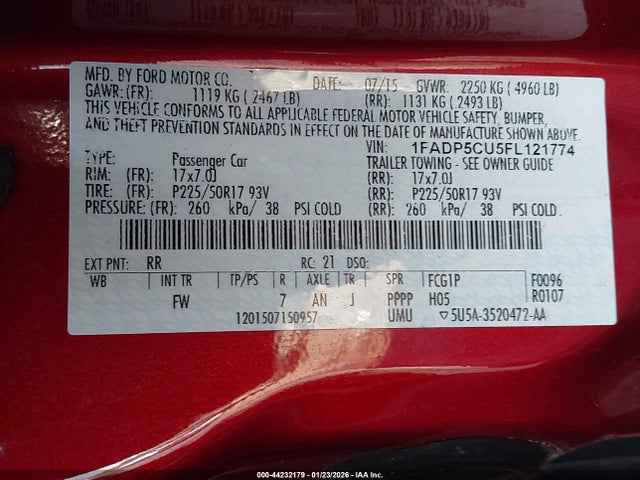 MFD. BY FORD MOTOR CO. DATE: 07/15 GVWR: 2250 KG ( 4960 LB)
GAWR: (FR): 1119 KG ( 2467 LB) (RR): 1131 KG ( 2493 LB)
THIS VEHICLE CONFORMS TO ALL APPLICABLE FEDERAL MOTOR VEHICLE SAFETY, BUMPER,
AND THEFT PREVENTION STANDARDS IN EFFECT ON THE DATE OF MANUFACTURE SHOWN ABOVE.
VIN: 1FADP5CU5FL121774
TYPE: Passenger Car TRAILER TOWING - SEE OWNER GUIDE
RIM: (FR): 17x7.0J (RR): 17x7.0J
TIRE: (FR): P225/50R17 93V (RR): P225/50R17 93V
PRESSURE: (FR): 260 kPa/ 38 PSI COLD (RR): 260 kPa/ 38 PSI COLD
EXT PNT: RR RC: 21 DSO:
WB INT TR TP/PS R AXLE TR SPR FCG1P F0096
FW 7 AN J PPPP H05 R0107
1201507150957 UMU ▽5U5A-3520472-AA
000-44232179 - 01/23/2026 - IAA Inc.